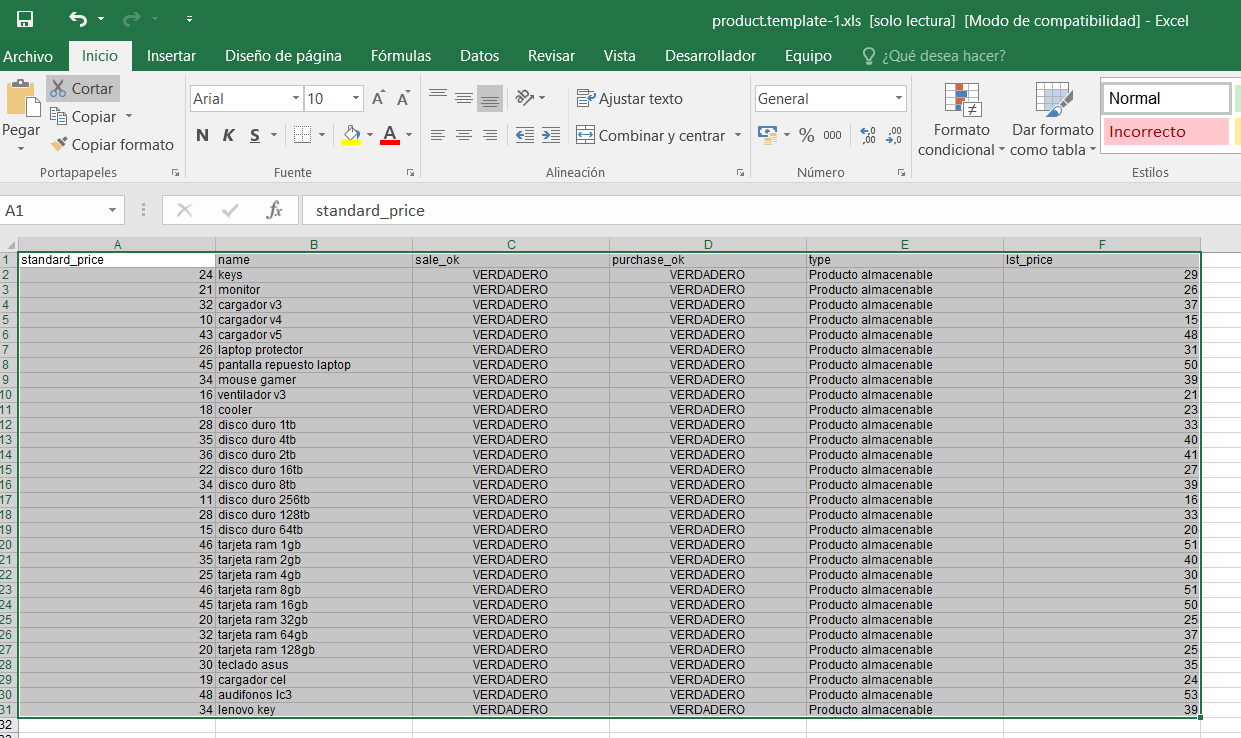 product.template-1.xls [solo lectura] [Modo de compatibilidad] - Excel
Archivo Inicio Insertar Diseño de página Fórmulas Datos Revisar Vista Desarrollador Equipo ¿Qué desea hacer?
Pegar Cortar Copiar Copiar formato
Portapapeles
Arial 10
N K S
Fuente
Ajustar texto
Combinar y centrar
Alineación
General
% 000
Número
Formato condicional
Dar formato como tabla
Normal
Incorrecto
Estilos
A1 fx standard_price
A B C D E F
1 standard_price name sale_ok purchase_ok type lst_price
2 24 keys VERDADERO VERDADERO Producto almacenable 29
3 21 monitor VERDADERO VERDADERO Producto almacenable 26
4 32 cargador v3 VERDADERO VERDADERO Producto almacenable 37
5 10 cargador v4 VERDADERO VERDADERO Producto almacenable 15
6 43 cargador v5 VERDADERO VERDADERO Producto almacenable 48
7 26 laptop protector VERDADERO VERDADERO Producto almacenable 31
8 45 pantalla repuesto laptop VERDADERO VERDADERO Producto almacenable 50
9 34 mouse gamer VERDADERO VERDADERO Producto almacenable 39
10 16 ventilador v3 VERDADERO VERDADERO Producto almacenable 21
11 18 cooler VERDADERO VERDADERO Producto almacenable 23
12 28 disco duro 1tb VERDADERO VERDADERO Producto almacenable 33
13 35 disco duro 4tb VERDADERO VERDADERO Producto almacenable 40
14 36 disco duro 2tb VERDADERO VERDADERO Producto almacenable 41
15 22 disco duro 16tb VERDADERO VERDADERO Producto almacenable 27
16 34 disco duro 8tb VERDADERO VERDADERO Producto almacenable 39
17 11 disco duro 256tb VERDADERO VERDADERO Producto almacenable 16
18 28 disco duro 128tb VERDADERO VERDADERO Producto almacenable 33
19 15 disco duro 64tb VERDADERO VERDADERO Producto almacenable 20
20 46 tarjeta ram 1gb VERDADERO VERDADERO Producto almacenable 51
21 35 tarjeta ram 2gb VERDADERO VERDADERO Producto almacenable 40
22 25 tarjeta ram 4gb VERDADERO VERDADERO Producto almacenable 30
23 46 tarjeta ram 8gb VERDADERO VERDADERO Producto almacenable 51
24 45 tarjeta ram 16gb VERDADERO VERDADERO Producto almacenable 50
25 20 tarjeta ram 32gb VERDADERO VERDADERO Producto almacenable 25
26 32 tarjeta ram 64gb VERDADERO VERDADERO Producto almacenable 37
27 20 tarjeta ram 128gb VERDADERO VERDADERO Producto almacenable 25
28 30 teclado asus VERDADERO VERDADERO Producto almacenable 35
29 19 cargador cel VERDADERO VERDADERO Producto almacenable 24
30 48 audifonos lc3 VERDADERO VERDADERO Producto almacenable 53
31 34 lenovo key VERDADERO VERDADERO Producto almacenable 39
32